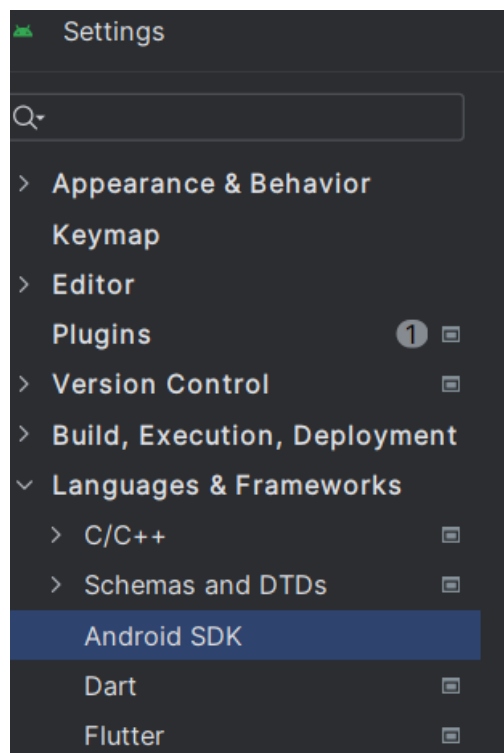 Settings
Appearance & Behavior
Keymap
Editor
Plugins 1
Version Control
Build, Execution, Deployment
Languages & Frameworks
C/C++
Schemas and DTDs
Android SDK
Dart
Flutter